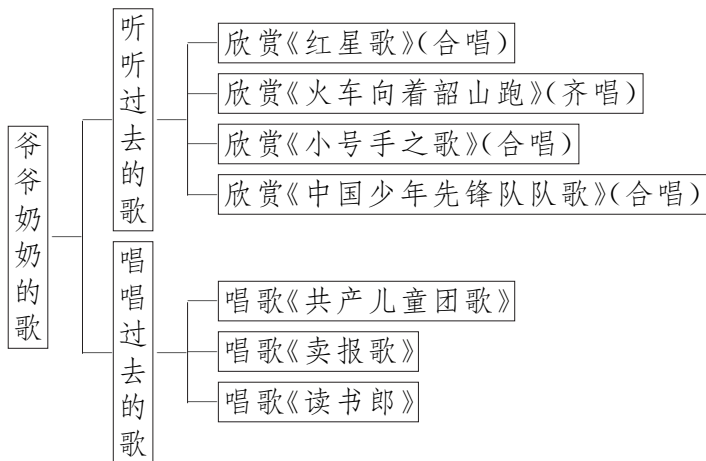 爷爷奶奶的歌
听听过去的歌
欣赏《红星歌》(合唱)
欣赏《火车向着韶山跑》(齐唱)
欣赏《小号手之歌》(合唱)
欣赏《中国少年先锋队队歌》(合唱)
唱唱过去的歌
唱歌《共产儿童团歌》
唱歌《卖报歌》
唱歌《读书郎》